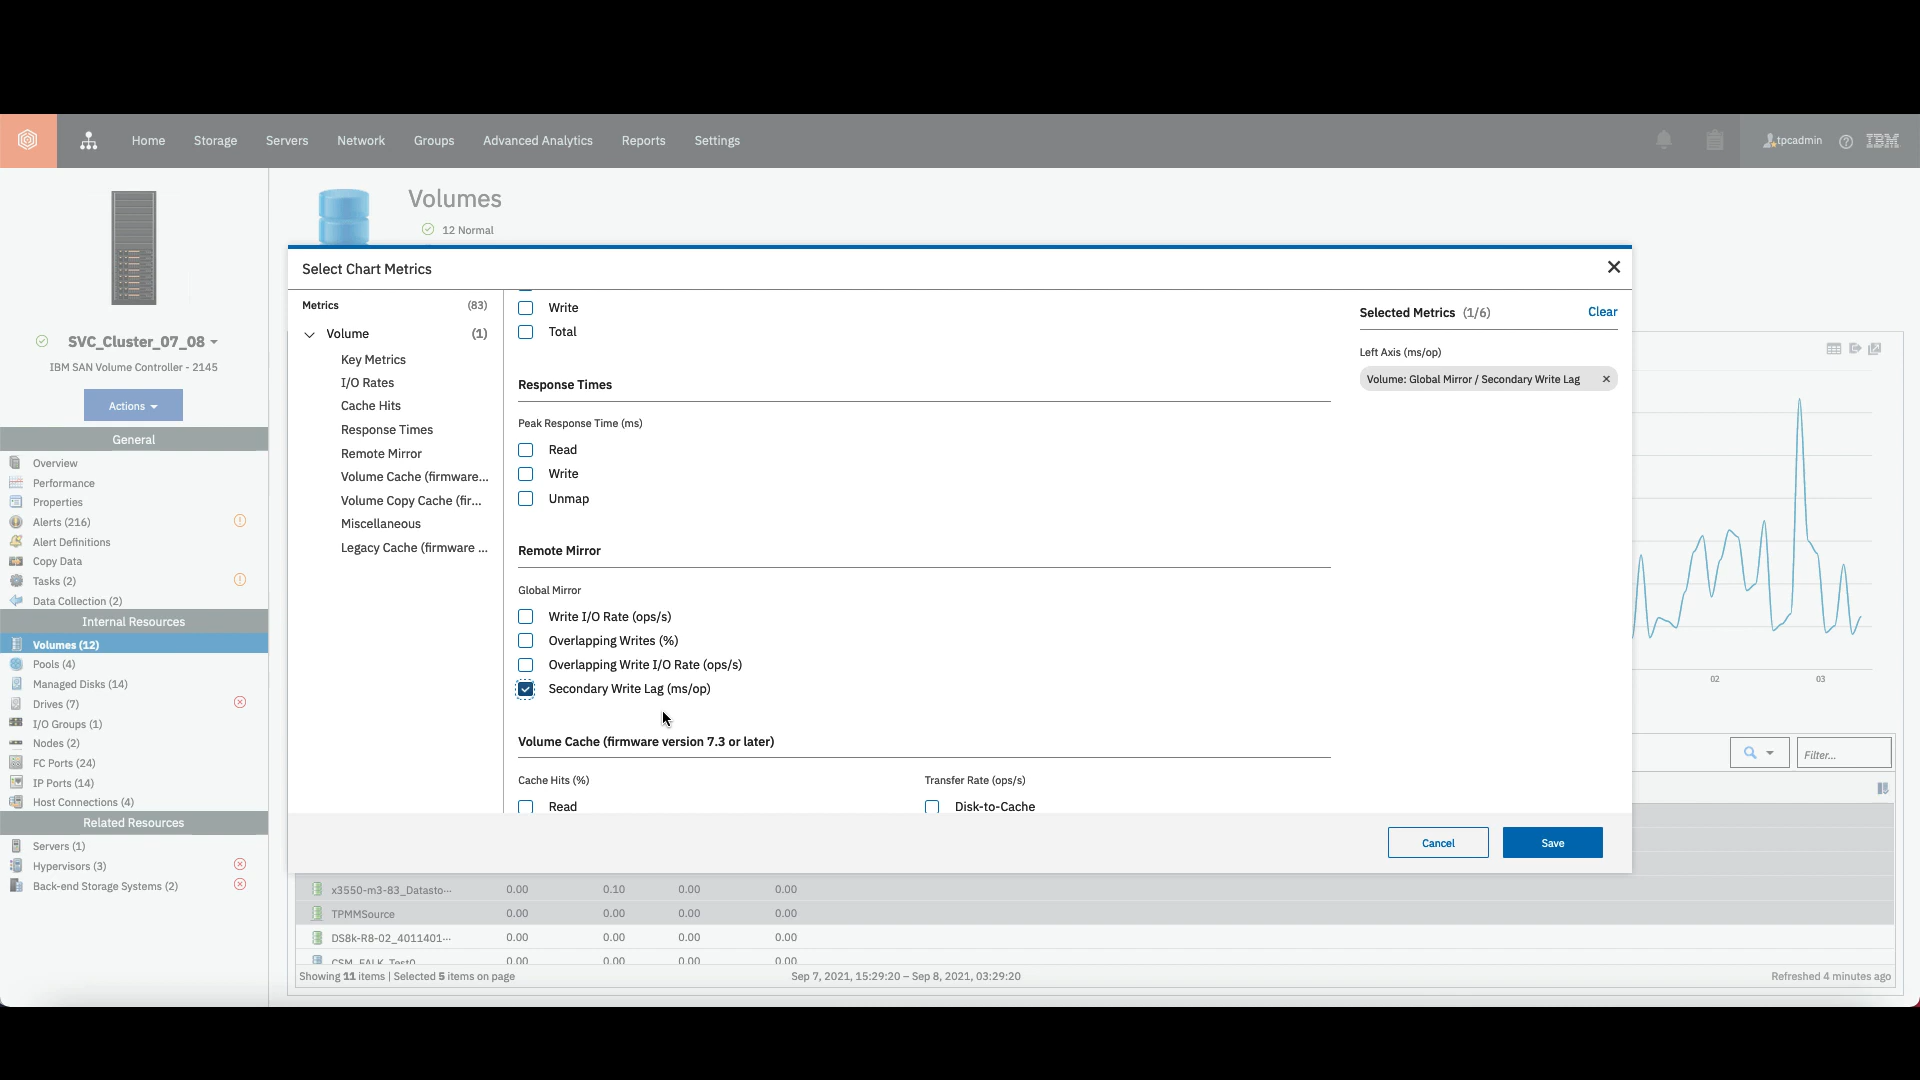 Home Storage Servers Network Groups Advanced Analytics Reports Settings tpcadmin IBM
Volumes
12 Normal
SVC_Cluster_07_08
IBM SAN Volume Controller - 2145
Actions
General
Overview
Performance
Properties
Alerts (216)
Alert Definitions
Copy Data
Tasks (2)
Data Collection (2)
Internal Resources
Volumes (12)
Pools (4)
Managed Disks (14)
Drives (7)
I/O Groups (1)
Nodes (2)
FC Ports (24)
IP Ports (14)
Host Connections (4)
Related Resources
Servers (1)
Hypervisors (3)
Back-end Storage Systems (2)
Select Chart Metrics
Metrics (83)
Volume (1)
Key Metrics
I/O Rates
Cache Hits
Response Times
Remote Mirror
Volume Cache (firmware...
Volume Copy Cache (fir...
Miscellaneous
Legacy Cache (firmware ...
Write
Total
Response Times
Peak Response Time (ms)
Read
Write
Unmap
Remote Mirror
Global Mirror
Write I/O Rate (ops/s)
Overlapping Writes (%)
Overlapping Write I/O Rate (ops/s)
Secondary Write Lag (ms/op)
Volume Cache (firmware version 7.3 or later)
Cache Hits (%) Transfer Rate (ops/s)
Read Disk-to-Cache
Selected Metrics (1/6) Clear
Left Axis (ms/op)
Volume: Global Mirror / Secondary Write Lag
Cancel Save
02 03
Filter...
x3550-m3-83_Datasto... 0.00 0.10 0.00 0.00
TPMMSource 0.00 0.00 0.00 0.00
DS8k-R8-02_4011401... 0.00 0.00 0.00 0.00
CSM_FALK_Test0 0.00 0.00 0.00 0.00
Showing 11 items | Selected 5 items on page Sep 7, 2021, 15:29:20 – Sep 8, 2021, 03:29:20 Refreshed 4 minutes ago